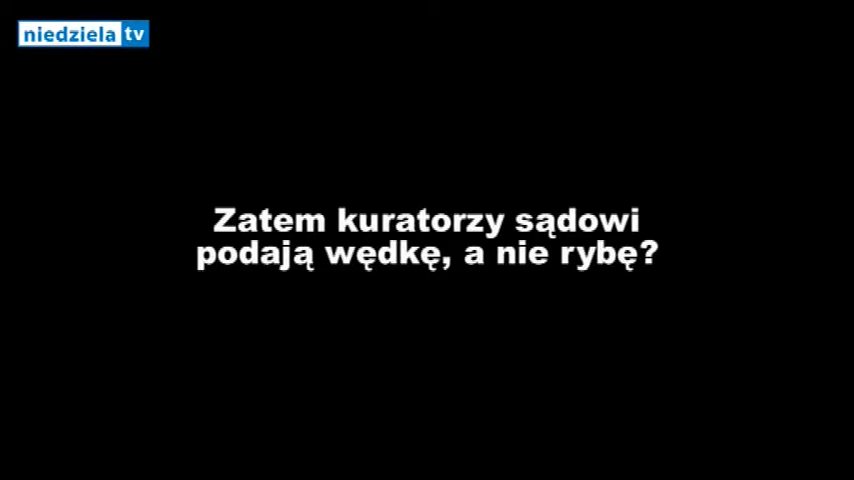 niedziela tv
Zatem kuratorzy sądowi
podają wędkę, a nie rybę?